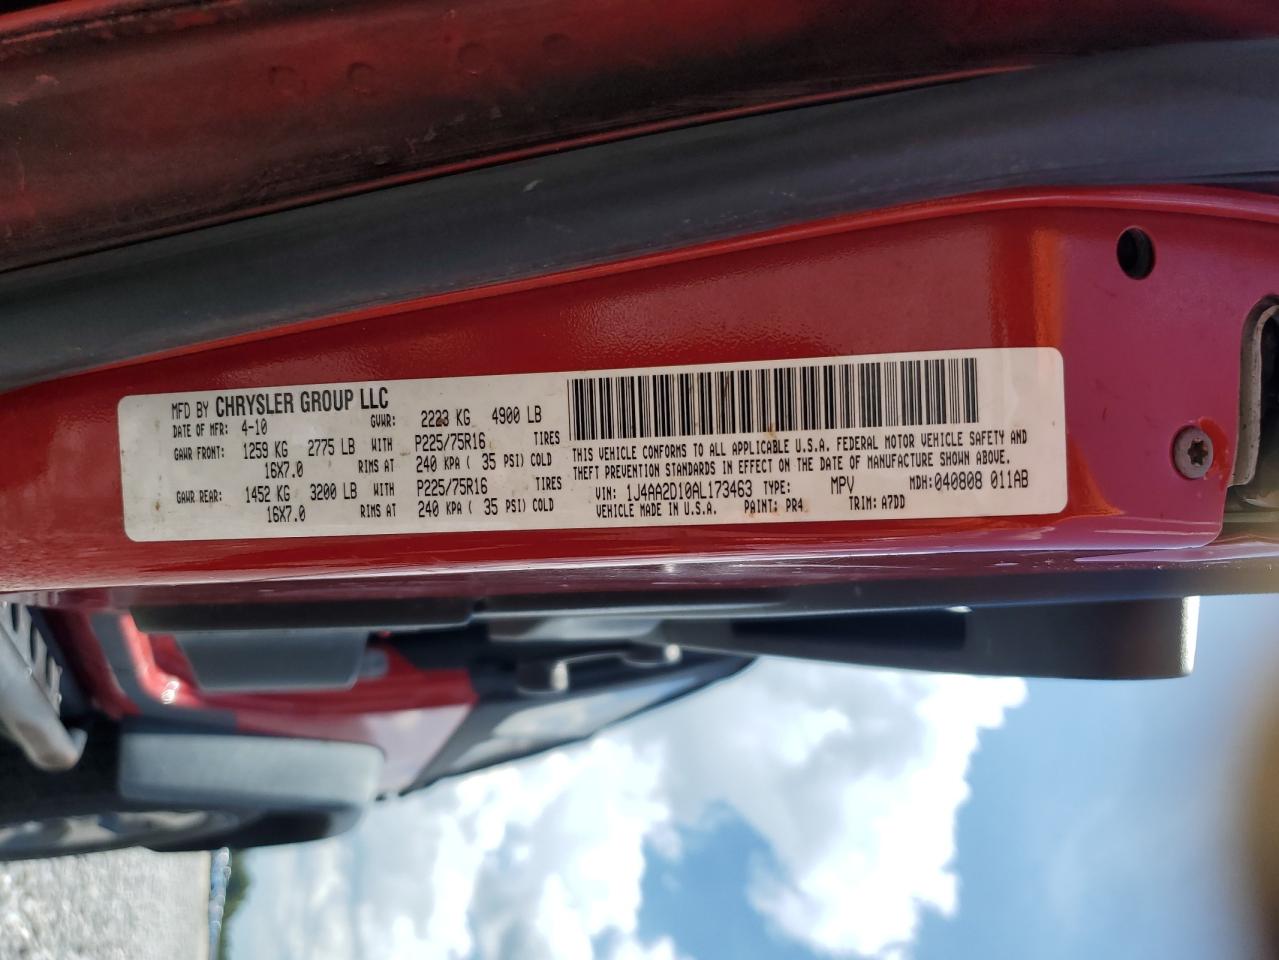 MFD BY CHRYSLER GROUP LLC
DATE OF MFR: 4-10 GVWR: 2223 KG 4900 LB
GAWR FRONT: 1259 KG 2775 LB WITH P225/75R16 TIRES
16X7.0 RIMS AT 240 KPA ( 35 PSI) COLD
GAWR REAR: 1452 KG 3200 LB WITH P225/75R16 TIRES
16X7.0 RIMS AT 240 KPA ( 35 PSI) COLD
THIS VEHICLE CONFORMS TO ALL APPLICABLE U.S.A. FEDERAL MOTOR VEHICLE SAFETY AND
THEFT PREVENTION STANDARDS IN EFFECT ON THE DATE OF MANUFACTURE SHOWN ABOVE.
VIN: 1J4AA2D10AL173463 TYPE: MPV MDH: 040808 011AB
VEHICLE MADE IN U.S.A. PAINT: PR4 TRIM: A7DD